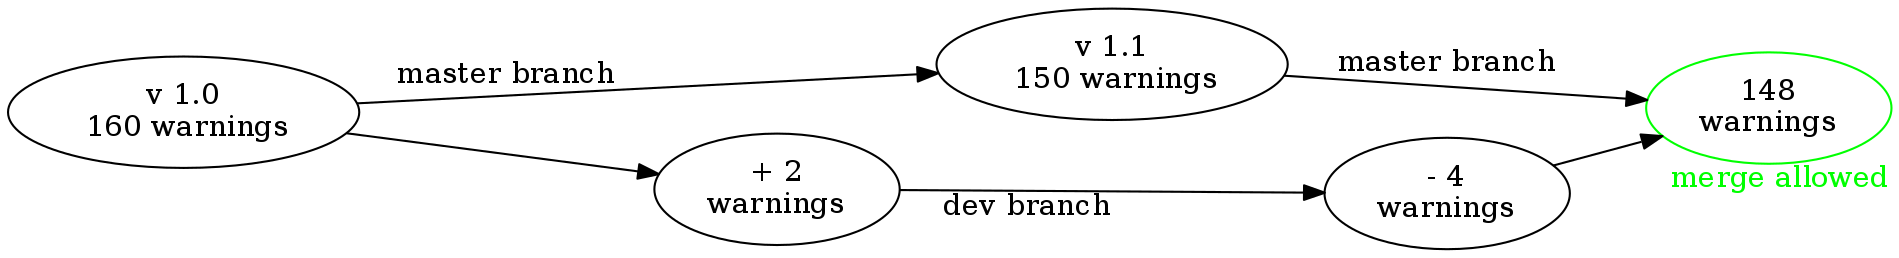 v 1.0
160 warnings
master branch
v 1.1
150 warnings
master branch
148
warnings
merge allowed
+ 2
warnings
dev branch
- 4
warnings